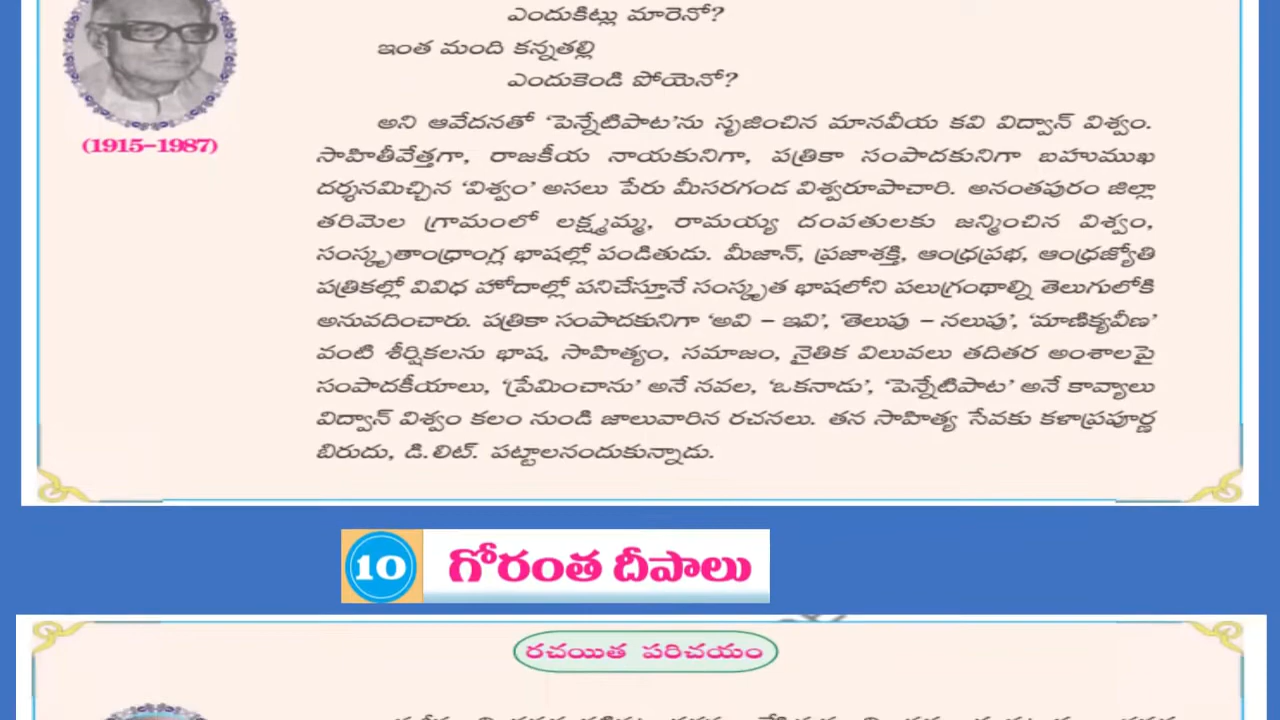 ఎందుకిట్లు మారెనో?
ఇంత మంది కన్నతల్లి
ఎందుకెండి పోయెనో?
అని ఆవేదనతో ‘పెన్నేటిపాట’ను సృజించిన మానవీయ కవి విద్వాన్ విశ్వం.
(1915–1987)
సాహితీవేత్తగా, రాజకీయ నాయకునిగా, పత్రికా సంపాదకునిగా బహుముఖ
దర్శనమిచ్చిన ‘విశ్వం’ అసలు పేరు మీసరగండ విశ్వరూపాచారి. అనంతపురం జిల్లా
తరిమెల గ్రామంలో లక్ష్మమ్మ, రామయ్య దంపతులకు జన్మించిన విశ్వం,
సంస్కృతాంధ్రాంగ్ల భాషల్లో పండితుడు. మీజాన్, ప్రజాశక్తి, ఆంధ్రప్రభ, ఆంధ్రజ్యోతి
పత్రికల్లో వివిధ హోదాల్లో పనిచేస్తూనే సంస్కృత భాషలోని పలుగ్రంథాల్ని తెలుగులోకి
అనువదించారు. పత్రికా సంపాదకునిగా ‘అవి – ఇవి’, ‘తెలుపు – నలుపు’, ‘మాణిక్యవీణ’
వంటి శీర్షికలను భాష, సాహిత్యం, సమాజం, నైతిక విలువలు తదితర అంశాలపై
సంపాదకీయాలు, ‘ప్రేమించాను’ అనే నవల, ‘ఒకనాడు’, ‘పెన్నేటిపాట’ అనే కావ్యాలు
విద్వాన్ విశ్వం కలం నుండి జాలువారిన రచనలు. తన సాహిత్య సేవకు కళాప్రపూర్ణ
బిరుదు, డి.లిట్. పట్టాలనందుకున్నాడు.
10 గోరంత దీపాలు
రచయిత పరిచయం